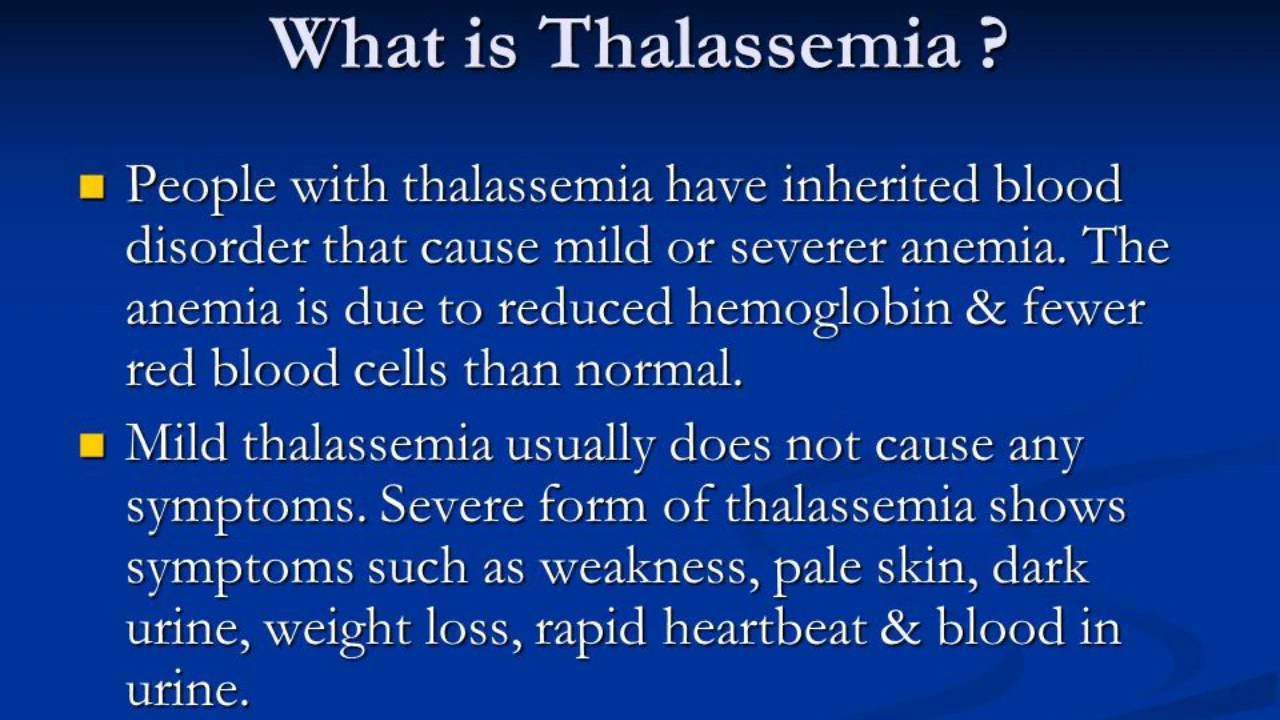 What is Thalassemia ?
People with thalassemia have inherited blood
disorder that cause mild or severer anemia. The
anemia is due to reduced hemoglobin & fewer
red blood cells than normal.
Mild thalassemia usually does not cause any
symptoms. Severe form of thalassemia shows
symptoms such as weakness, pale skin, dark
urine, weight loss, rapid heartbeat & blood in
urine.